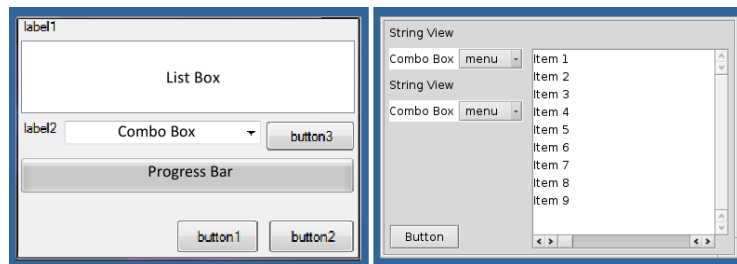 label1
List Box
label2 Combo Box button3
Progress Bar
button1 button2
String View
Combo Box menu
String View
Combo Box menu
Button
Item 1
Item 2
Item 3
Item 4
Item 5
Item 6
Item 7
Item 8
Item 9